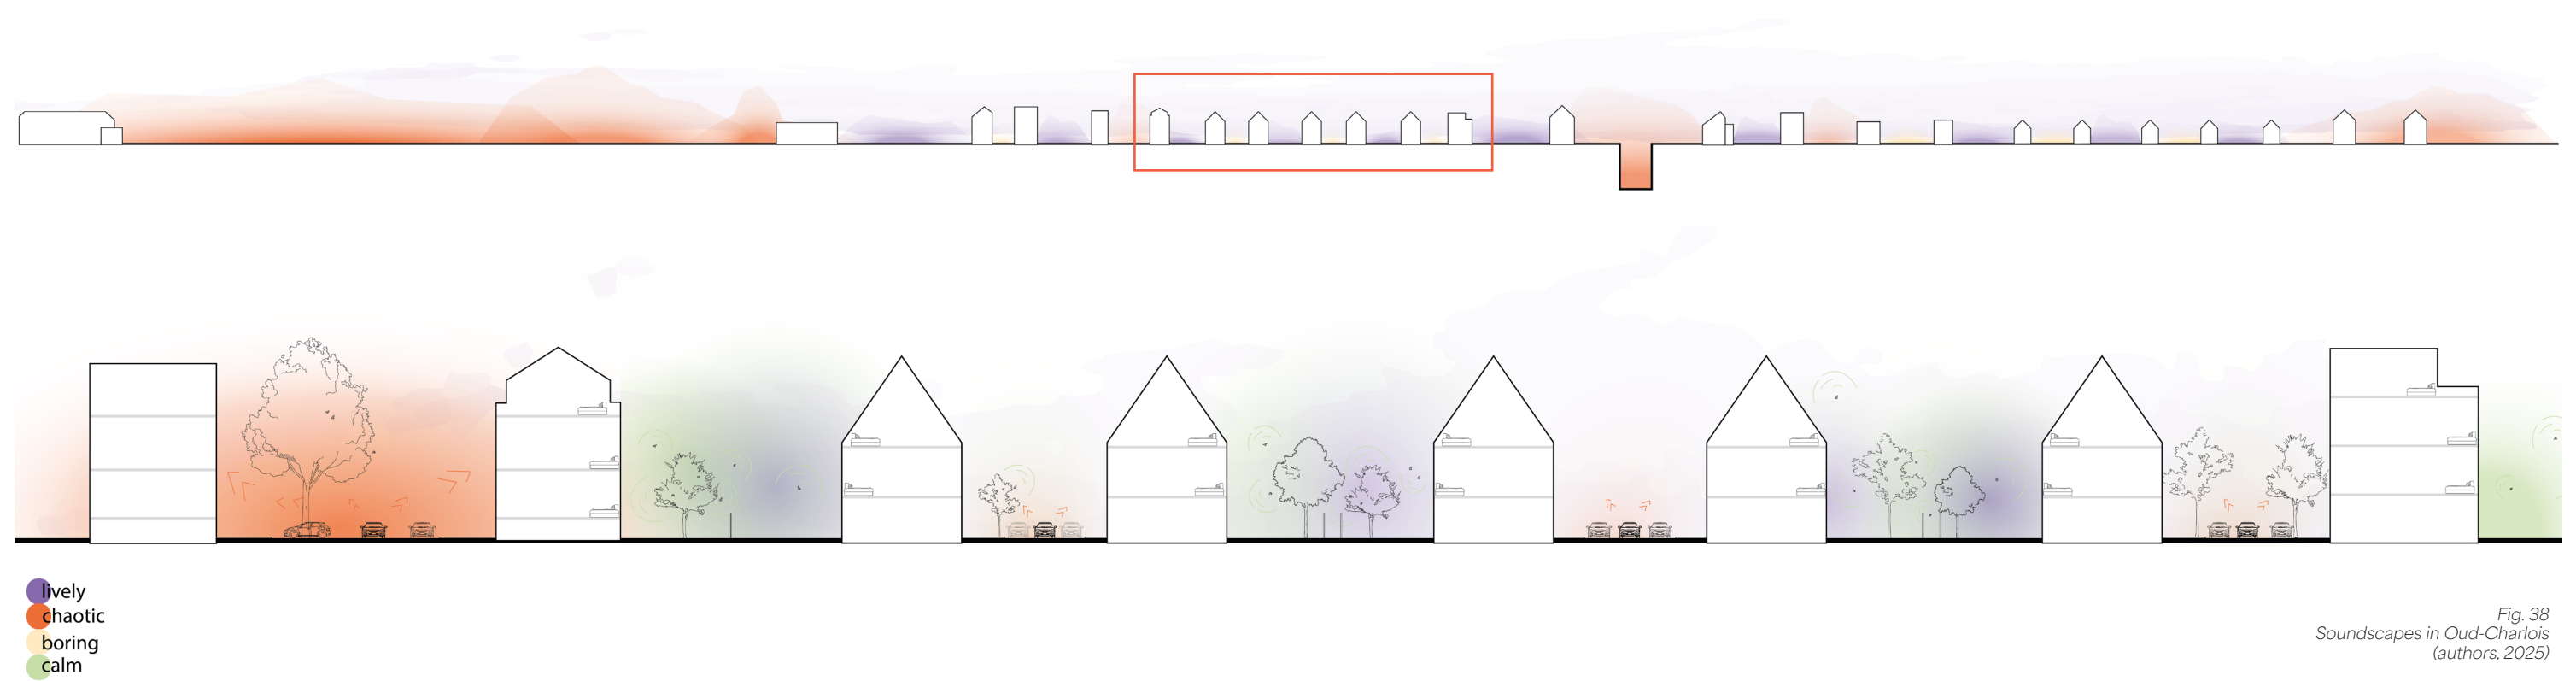 lively
chaotic
boring
calm
Fig. 38
Soundscapes in Oud-Charlois
(authors, 2025)